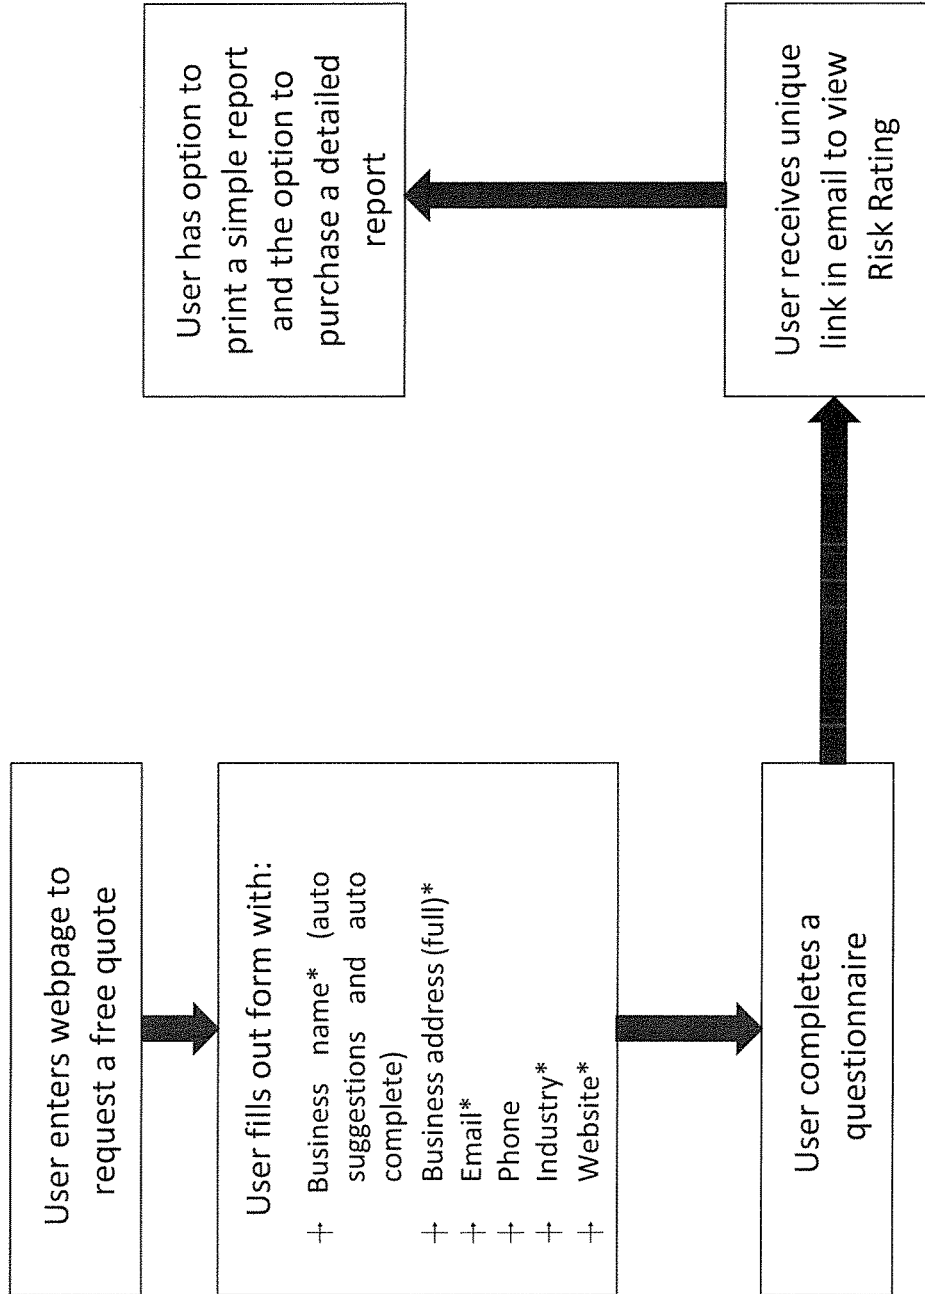 User enters webpage to
request a free quote
User fills out form with:
Business name* (auto
suggestions and auto
complete)
Business address (full)*
Email*
Phone
Industry*
Website*
User completes a
questionnaire
User receives unique
link in email to view
Risk Rating
User has option to
print a simple report
and the option to
purchase a detailed
report